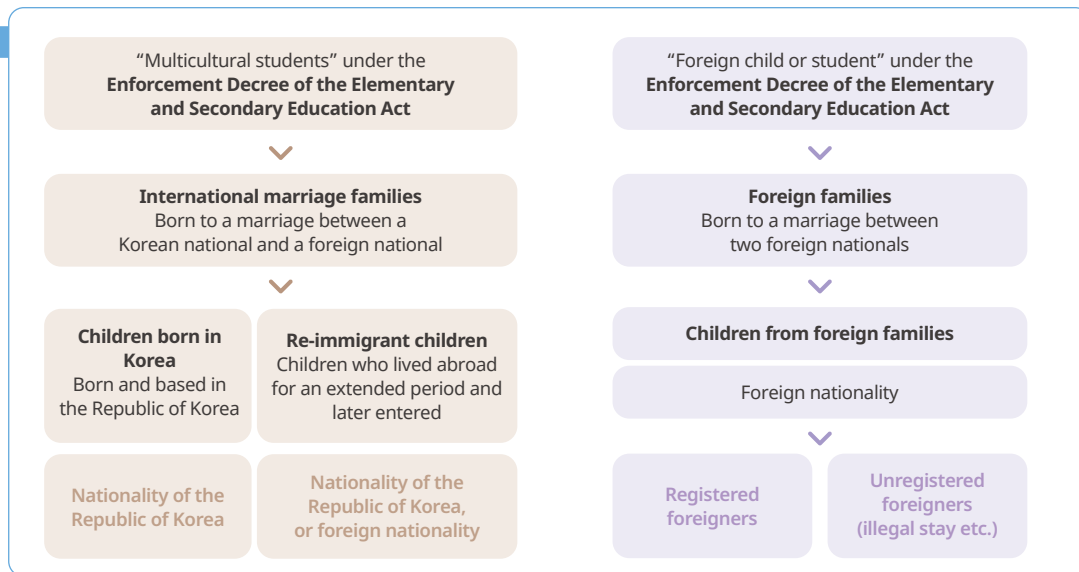 “Multicultural students” under the
Enforcement Decree of the Elementary
and Secondary Education Act
International marriage families
Born to a marriage between a
Korean national and a foreign national
Children born in
Korea
Born and based in
the Republic of Korea
Re-immigrant children
Children who lived abroad
for an extended period and
later entered
Nationality of the
Republic of Korea
Nationality of the
Republic of Korea,
or foreign nationality
“Foreign child or student” under the
Enforcement Decree of the Elementary
and Secondary Education Act
Foreign families
Born to a marriage between
two foreign nationals
Children from foreign families
Foreign nationality
Registered
foreigners
Unregistered
foreigners
(illegal stay etc.)